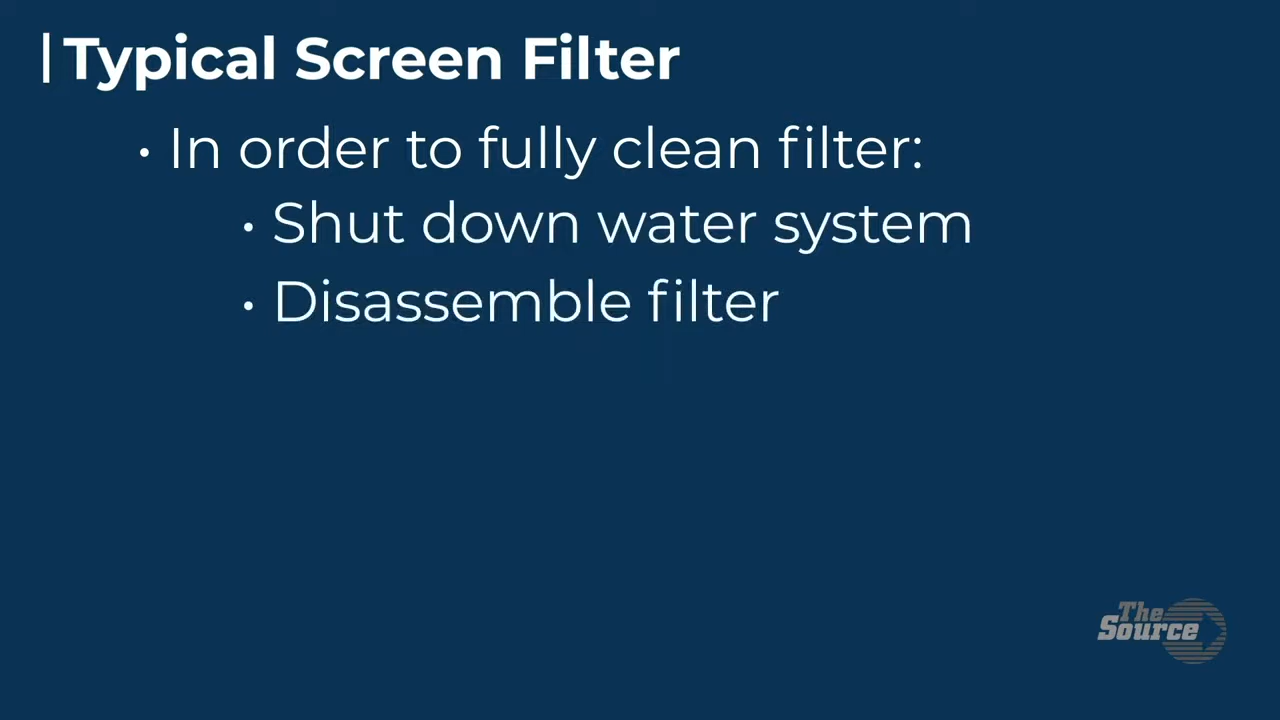 Typical Screen Filter
• In order to fully clean filter:
• Shut down water system
• Disassemble filter
The
Source